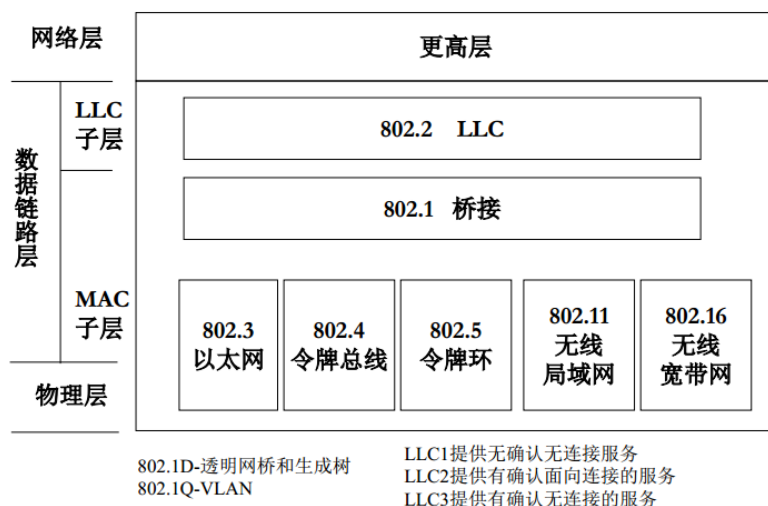 网络层
更高层
LLC
子层
802.2 LLC
数据链路层
802.1 桥接
MAC
子层
802.3
以太网
802.4
令牌总线
802.5
令牌环
802.11
无线
局域网
802.16
无线
宽带网
物理层
802.1D-透明网桥和生成树
802.1Q-VLAN
LLC1提供无确认无连接服务
LLC2提供有确认面向连接的服务
LLC3提供有确认无连接的服务